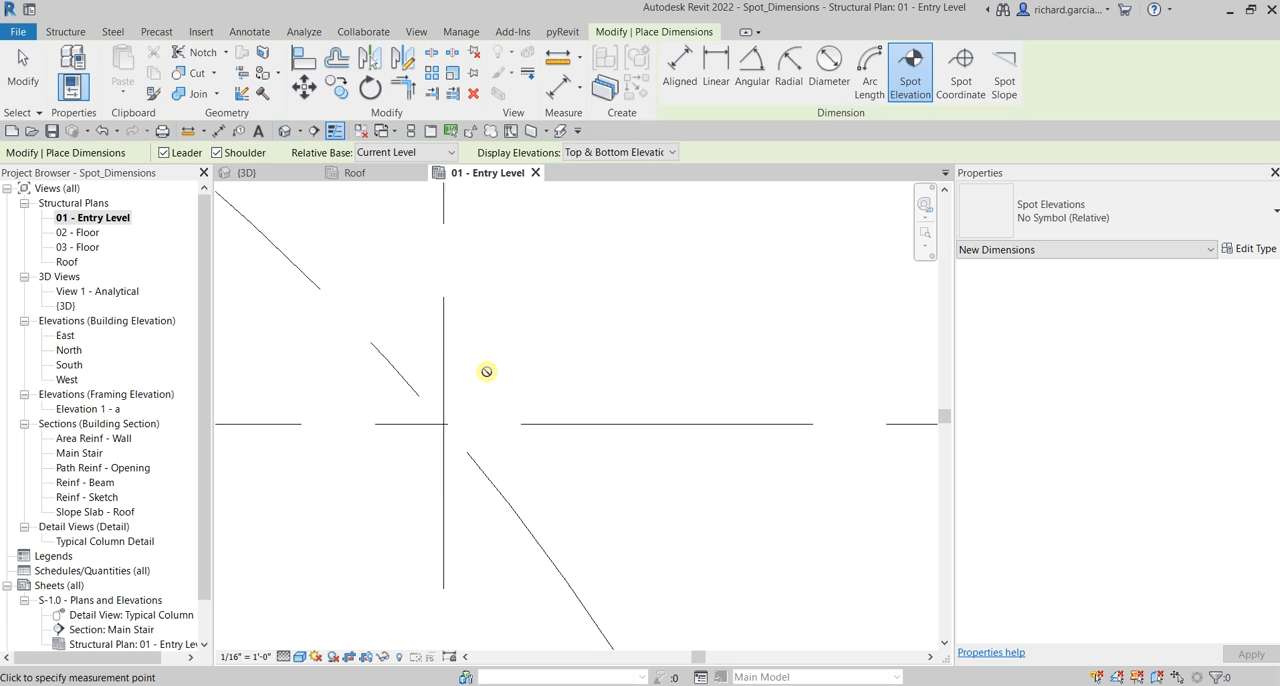 Autodesk Revit 2022 - Spot_Dimensions - Structural Plan: 01 - Entry Level
richard.garcia...
File Structure Steel Precast Insert Annotate Analyze Collaborate View Manage Add-Ins pyRevit Modify | Place Dimensions
Modify Paste Notch Cut Join Aligned Linear Angular Radial Diameter Arc Length Spot Elevation Spot Coordinate Spot Slope
Select Properties Clipboard Geometry Modify View Measure Create Dimension
Modify | Place Dimensions Leader Shoulder Relative Base: Current Level Display Elevations: Top & Bottom Elevatic
Project Browser - Spot_Dimensions
{3D} Roof 01 - Entry Level
Properties
Views (all)
Structural Plans
01 - Entry Level
02 - Floor
03 - Floor
Roof
3D Views
View 1 - Analytical
{3D}
Elevations (Building Elevation)
East
North
South
West
Elevations (Framing Elevation)
Elevation 1 - a
Sections (Building Section)
Area Reinf - Wall
Main Stair
Path Reinf - Opening
Reinf - Beam
Reinf - Sketch
Slope Slab - Roof
Detail Views (Detail)
Typical Column Detail
Legends
Schedules/Quantities (all)
Sheets (all)
S-1.0 - Plans and Elevations
Detail View: Typical Column
Section: Main Stair
Structural Plan: 01 - Entry Lev
Spot Elevations
No Symbol (Relative)
New Dimensions Edit Type
Properties help Apply
1/16" = 1'-0"
Click to specify measurement point :0 Main Model :0